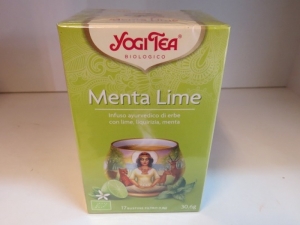 YOGI TEA
BIOLOGICO
Menta Lime
Infuso ayurvedico di erbe
con lime, liquirizia, menta
30,6g